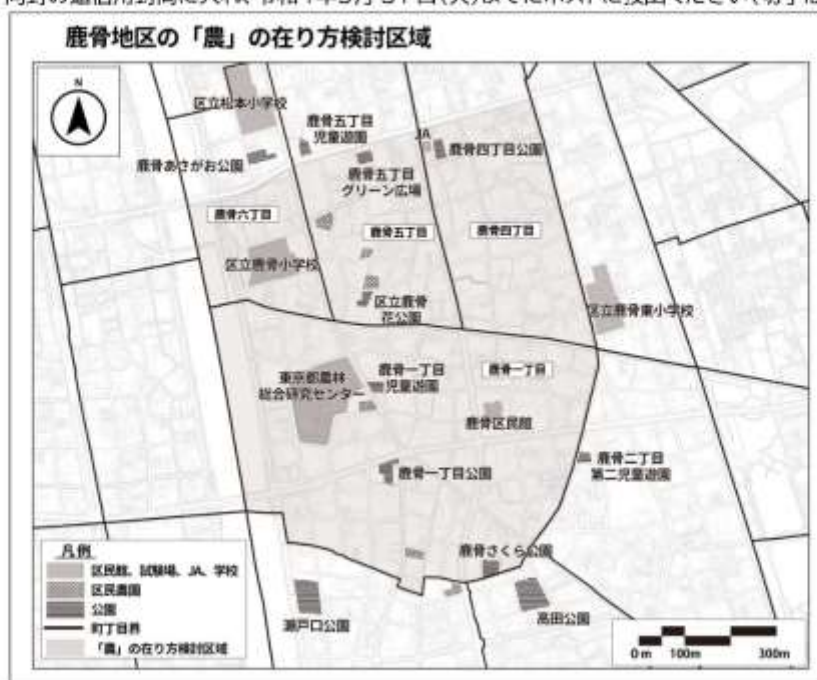 鹿骨地区の「農」の在り方検討区域
N
区立松本小学校
鹿骨五丁目
児童遊園
JA
鹿骨四丁目公園
鹿骨あさがお公園
鹿骨五丁目
グリーン広場
鹿骨六丁目
鹿骨五丁目
鹿骨四丁目
区立鹿骨小学校
区立鹿骨
花公園
区立鹿骨東小学校
東京都農林
総合研究センター
鹿骨一丁目
児童遊園
鹿骨一丁目
鹿骨区民館
鹿骨一丁目公園
鹿骨二丁目
第二児童遊園
鹿骨さくら公園
瀬戸口公園
高田公園
凡例
区民館、試験場、JA、学校
区民農園
公園
町丁目界
「農」の在り方検討区域
0 m 100m 300m